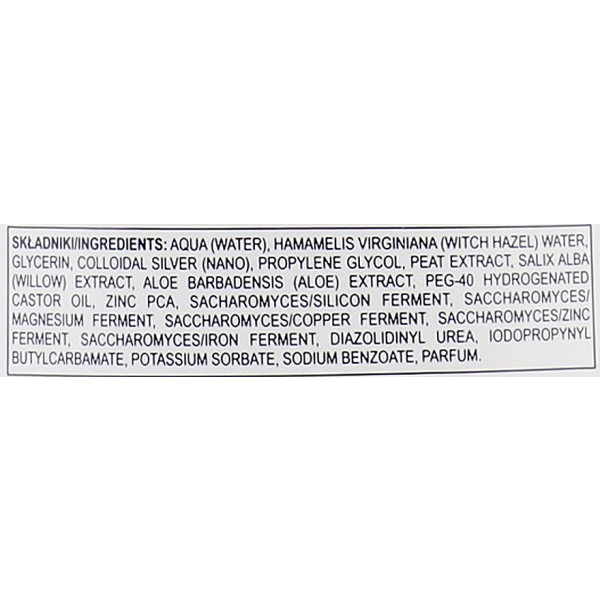 SKŁADNIKI/INGREDIENTS: AQUA (WATER), HAMAMELIS VIRGINIANA (WITCH HAZEL) WATER,
GLYCERIN, COLLOIDAL SILVER (NANO), PROPYLENE GLYCOL, PEAT EXTRACT, SALIX ALBA
(WILLOW) EXTRACT, ALOE BARBADENSIS (ALOE) EXTRACT, PEG-40 HYDROGENATED
CASTOR OIL, ZINC PCA, SACHAROMYCES/SILICON FERMENT, SACCHAROMYCES/
MAGNESIUM FERMENT, SACCHAROMYCES/COPPER FERMENT, SACCHAROMYCES/ZINC
FERMENT, SACCHAROMYCES/IRON FERMENT, DIAZOLIDINYL UREA, IODOPROPYNYL
BUTYLCARBAMATE, POTASSIUM SORBATE, SODIUM BENZOATE, PARFUM.